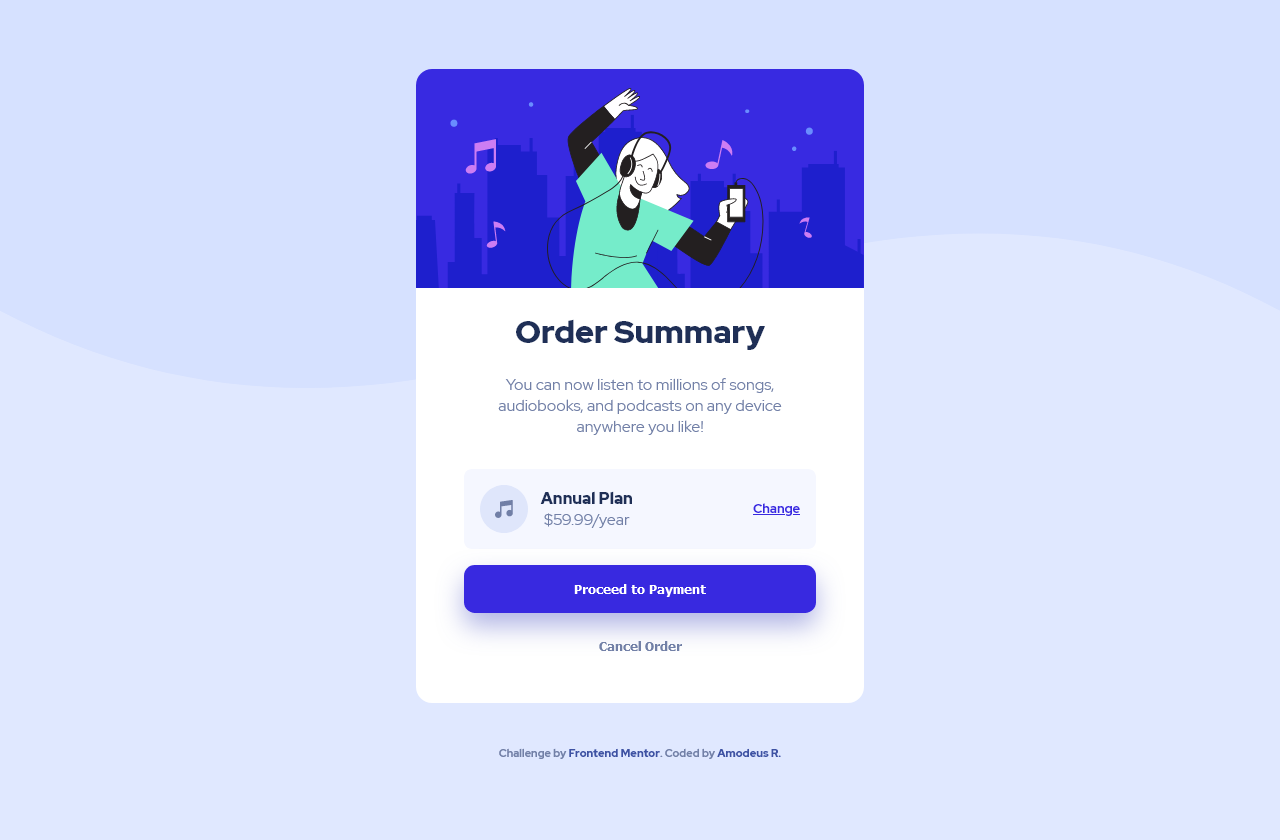 Order Summary
You can now listen to millions of songs,
audiobooks, and podcasts on any device
anywhere you like!
Annual Plan
$59.99/year
Change
Proceed to Payment
Cancel Order
Challenge by Frontend Mentor. Coded by Amodeus R.